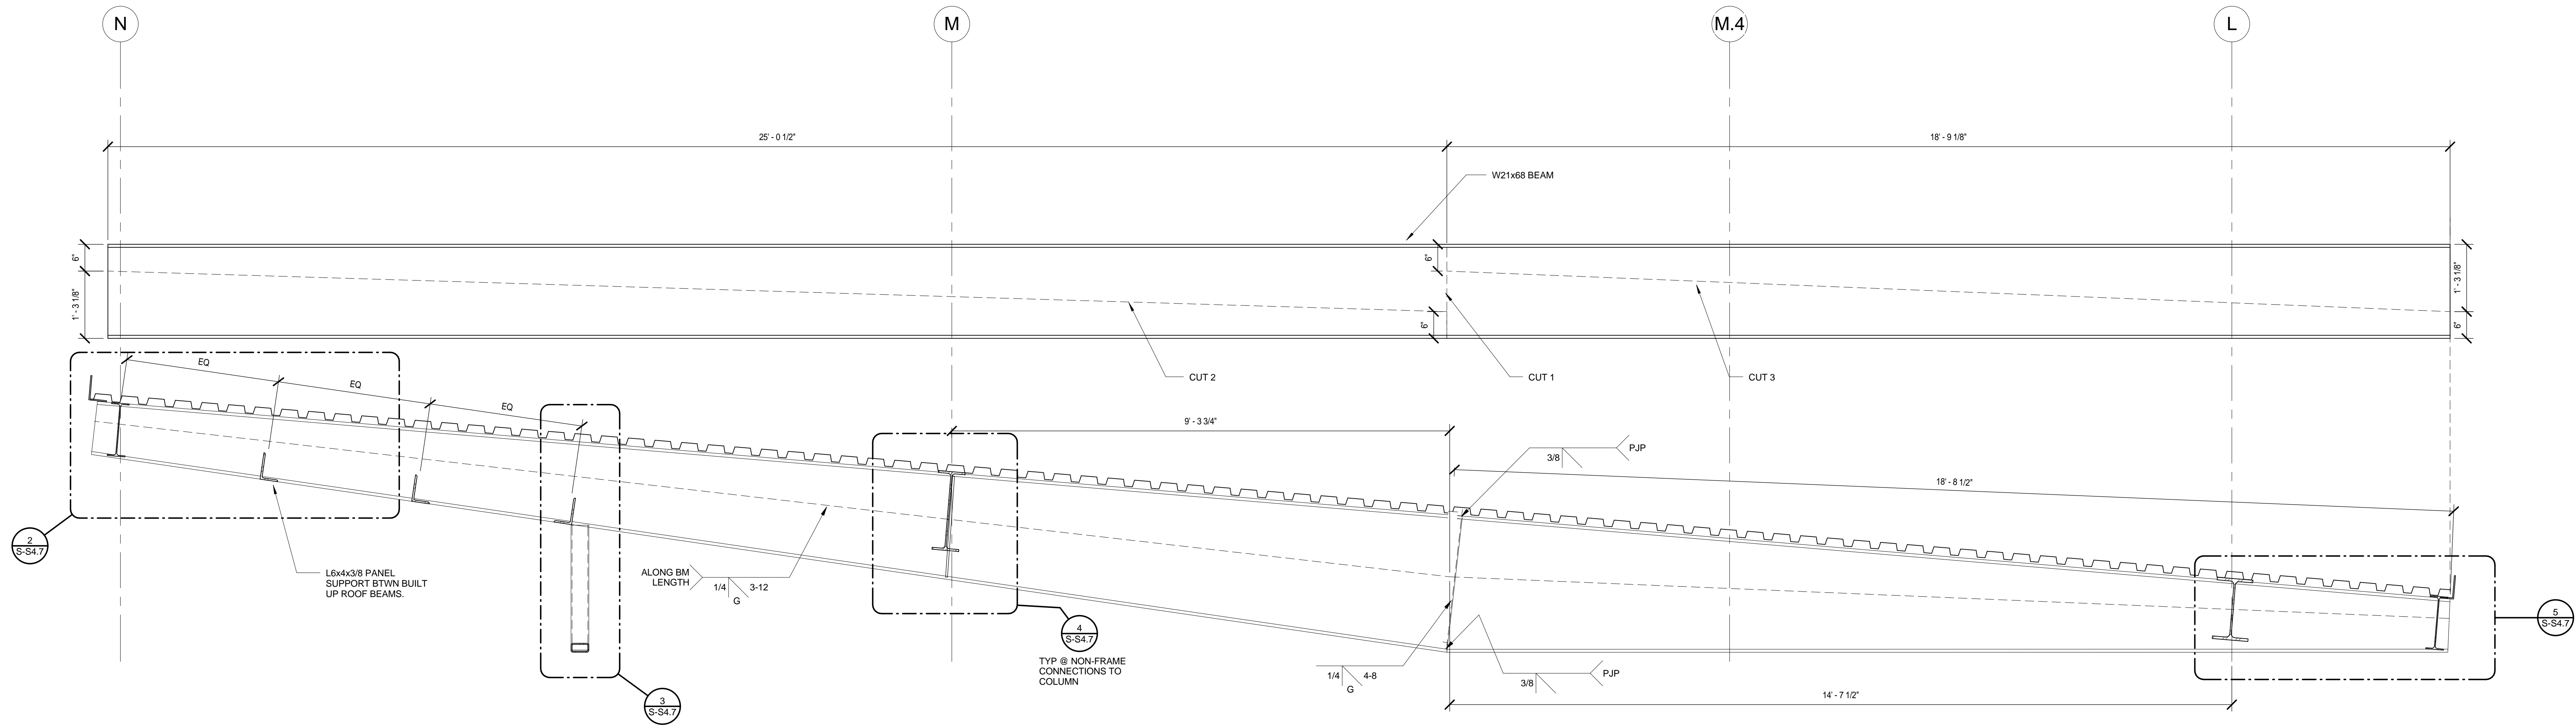 N
M
M.4
L
25' - 0 1/2"
18' - 9 1/8"
W21x68 BEAM
6"
1' - 3 1/8"
6"
6"
1' - 3 1/8"
6"
CUT 2
CUT 1
CUT 3
EQ
EQ
EQ
9' - 3 3/4"
3/8
PJP
18' - 8 1/2"
2
S-S4.7
L6x4x3/8 PANEL
SUPPORT BTWN BUILT
UP ROOF BEAMS.
ALONG BM
LENGTH
1/4
3-12
G
4
S-S4.7
TYP @ NON-FRAME
CONNECTIONS TO
COLUMN
5
S-S4.7
1/4
4-8
G
3/8
PJP
3
S-S4.7
14' - 7 1/2"